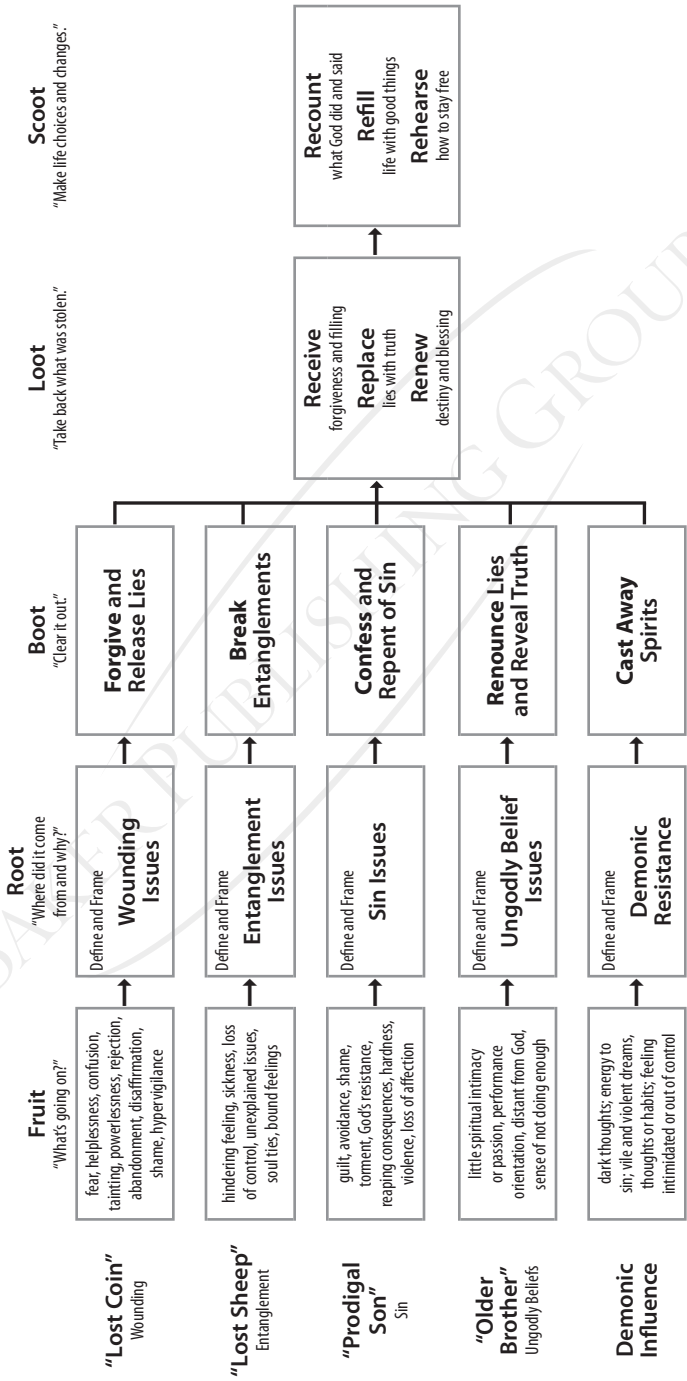 Fruit
"What's going on?"
Root
"Where did it come
from and why?"
Boot
"Clear it out."
Loot
"Take back what was stolen."
Scoot
"Make life choices and changes."
"Lost Coin"
Wounding
fear, helplessness, confusion,
tainting, powerlessness, rejection,
abandonment, disaffirmation,
shame, hypervigilance
Define and Frame
Wounding
Issues
Forgive and
Release Lies
"Lost Sheep"
Entanglement
hindering feeling, sickness, loss
of control, unexplained issues,
soul ties, bound feelings
Define and Frame
Entanglement
Issues
Break
Entanglements
"Prodigal
Son"
Sin
guilt, avoidance, shame,
torment, God's resistance,
reaping consequences, hardness,
violence, loss of affection
Define and Frame
Sin Issues
Confess and
Repent of Sin
"Older
Brother"
Ungodly Beliefs
little spiritual intimacy
or passion, performance
orientation, distant from God,
sense of not doing enough
Define and Frame
Ungodly Belief
Issues
Renounce Lies
and Reveal Truth
Demonic
Influence
dark thoughts; energy to
sin; vile and violent dreams,
thoughts or habits; feeling
intimidated or out of control
Define and Frame
Demonic
Resistance
Cast Away
Spirits
Receive
forgiveness and filling
Replace
lies with truth
Renew
destiny and blessing
Recount
what God did and said
Refill
life with good things
Rehearse
how to stay free
BAKER PUBLISHING GROUP